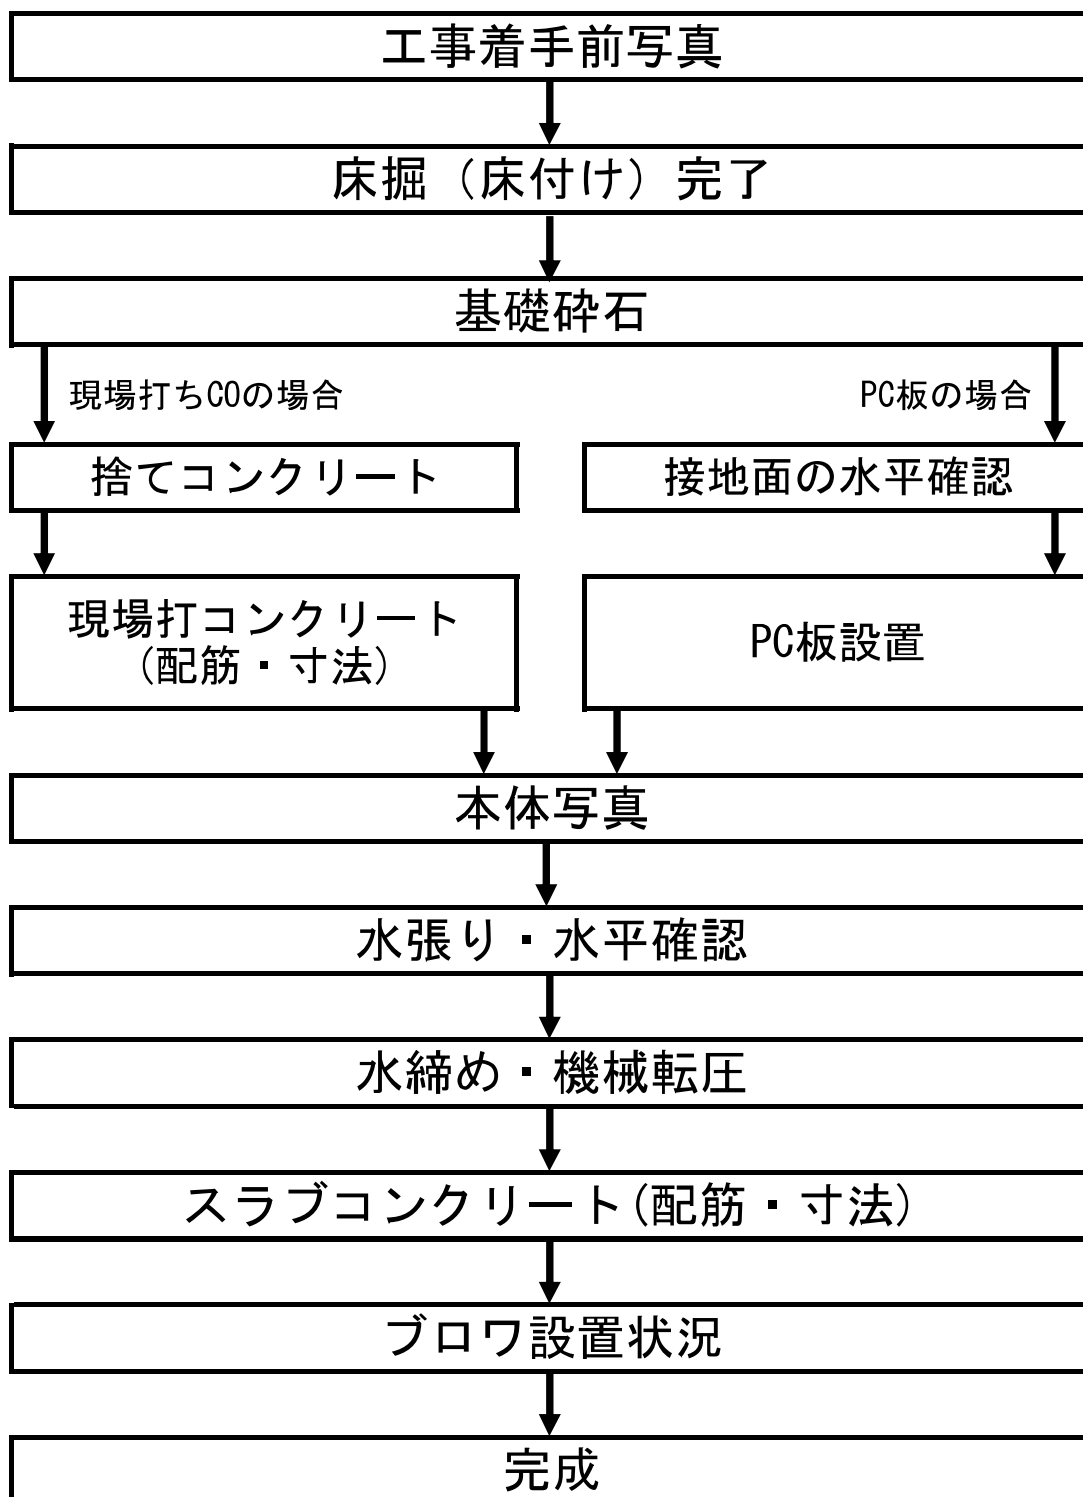 工事着手前写真
床掘（床付け）完了
基礎砕石
現場打ちCOの場合
PC板の場合
捨てコンクリート
接地面の水平確認
現場打コンクリート
(配筋・寸法)
PC板設置
本体写真
水張り・水平確認
水締め・機械転圧
スラブコンクリート(配筋・寸法)
ブロワ設置状況
完成